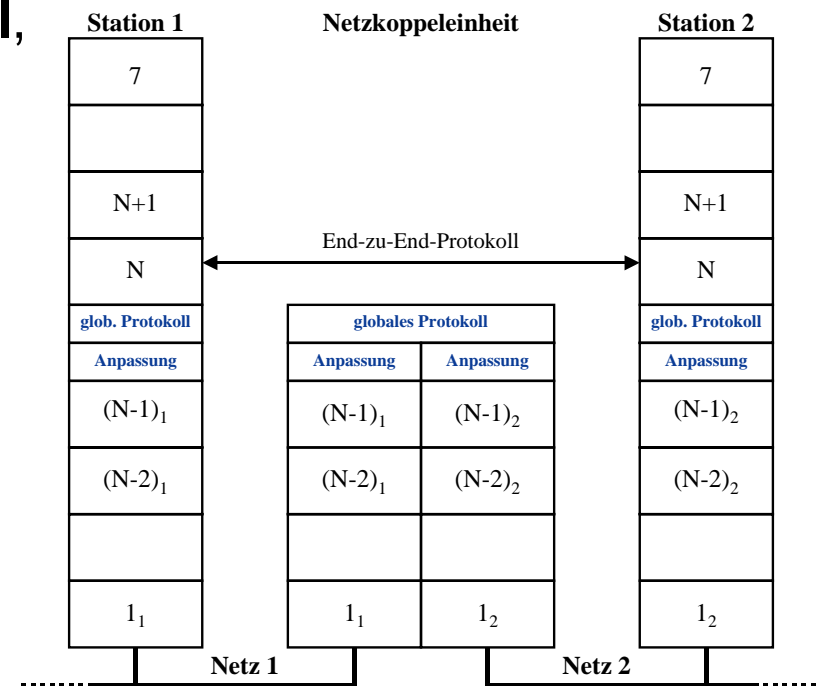 l,
Station 1 Netzkoppeleinheit Station 2
7 7
N+1 N+1
End-zu-End-Protokoll
N N
glob. Protokoll globales Protokoll glob. Protokoll
Anpassung Anpassung Anpassung Anpassung
(N-1)₁ (N-1)₁ (N-1)₂ (N-1)₂
(N-2)₁ (N-2)₁ (N-2)₂ (N-2)₂
1₁ 1₁ 1₂ 1₂
Netz 1 Netz 2